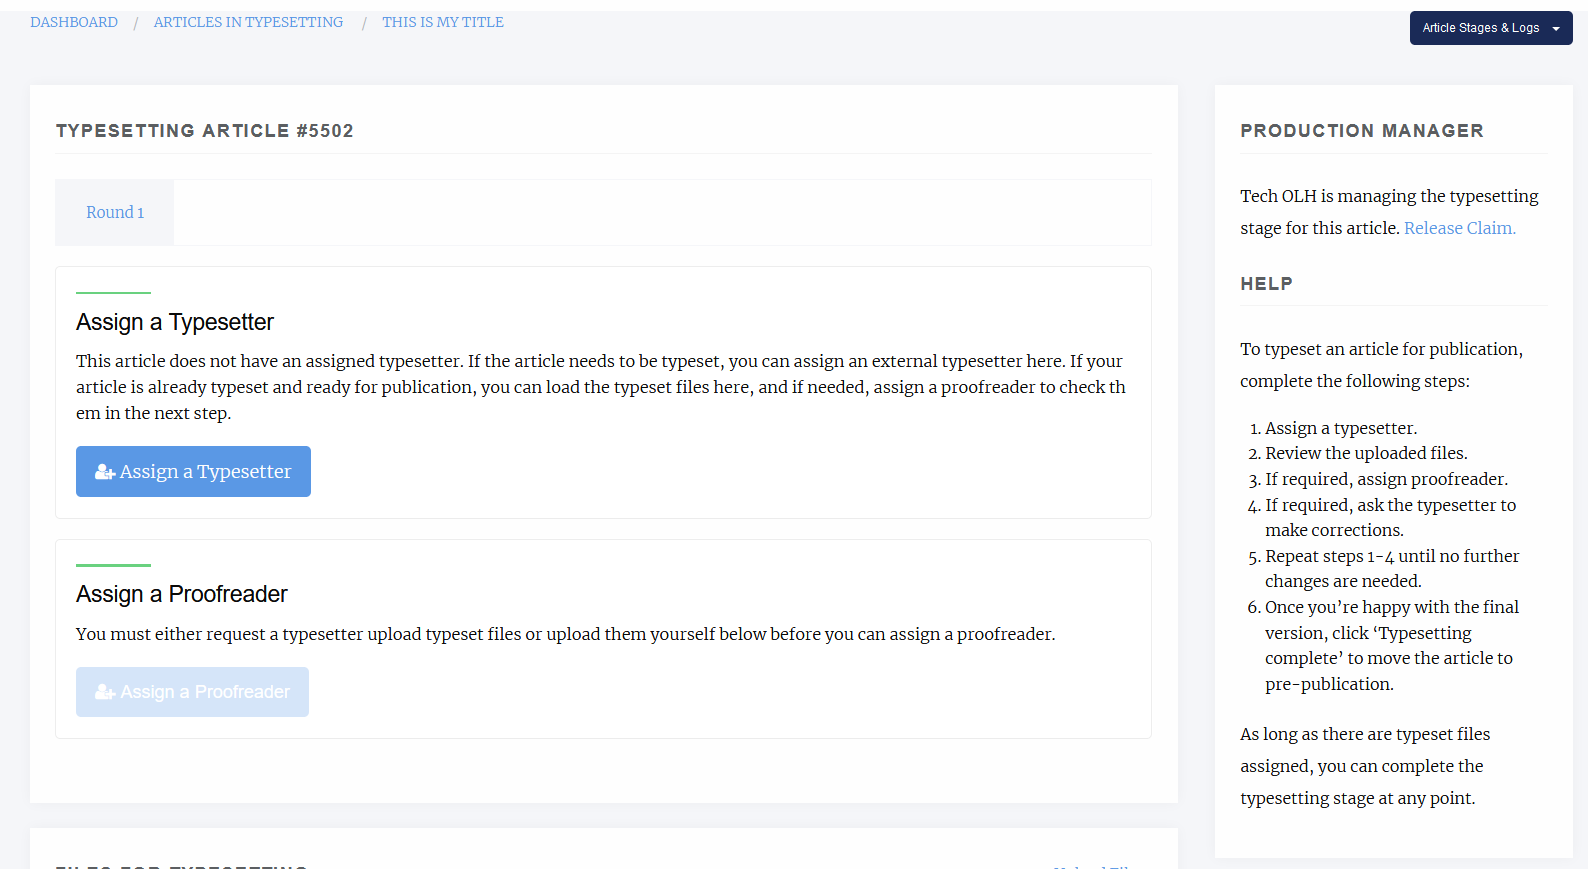 DASHBOARD / ARTICLES IN TYPESETTING / THIS IS MY TITLE
Article Stages & Logs
TYPESETTING ARTICLE #5502
Round 1
Assign a Typesetter
This article does not have an assigned typesetter. If the article needs to be typeset, you can assign an external typesetter here. If your
article is already typeset and ready for publication, you can load the typeset files here, and if needed, assign a proofreader to check th
em in the next step.
Assign a Typesetter
Assign a Proofreader
You must either request a typesetter upload typeset files or upload them yourself below before you can assign a proofreader.
Assign a Proofreader
PRODUCTION MANAGER
Tech OLH is managing the typesetting
stage for this article. Release Claim.
HELP
To typeset an article for publication,
complete the following steps:
1. Assign a typesetter.
2. Review the uploaded files.
3. If required, assign proofreader.
4. If required, ask the typesetter to
make corrections.
5. Repeat steps 1-4 until no further
changes are needed.
6. Once you’re happy with the final
version, click ‘Typesetting
complete’ to move the article to
pre-publication.
As long as there are typeset files
assigned, you can complete the
typesetting stage at any point.
FILES FOR TYPESETTING